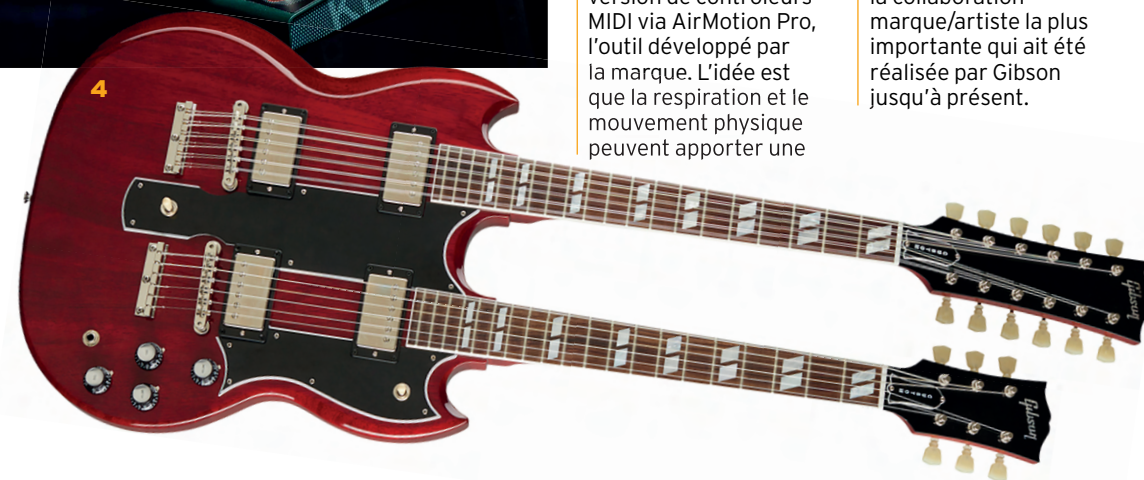 version de contrôleurs
MIDI via AirMotion Pro,
l'outil développé par
la marque. L'idée est
que la respiration et le
mouvement physique
peuvent apporter une
la collaboration
marque/artiste la plus
importante qui ait été
réalisée par Gibson
jusqu'à présent.
4
CUSTOM
Gibson
CUSTOM
Gibson